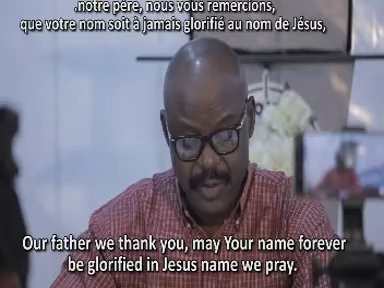 .notre père, nous vous remercions,
que votre nom soit à jamais glorifié au nom de Jésus,
Our father we thank you, may Your name forever
be glorified in Jesus name we pray.